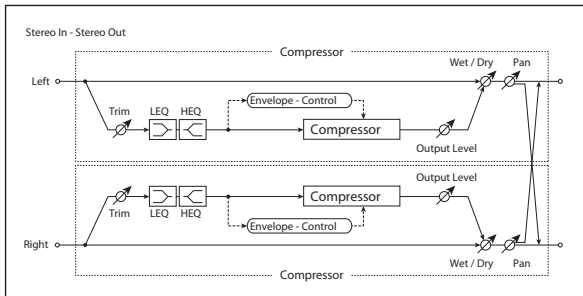 Stereo In - Stereo Out
Compressor
Wet / Dry Pan
Left
Trim LEQ HEQ
Envelope - Control
Compressor
Output Level
Output Level
Compressor
Trim LEQ HEQ
Envelope - Control
Right
Wet / Dry Pan
Compressor